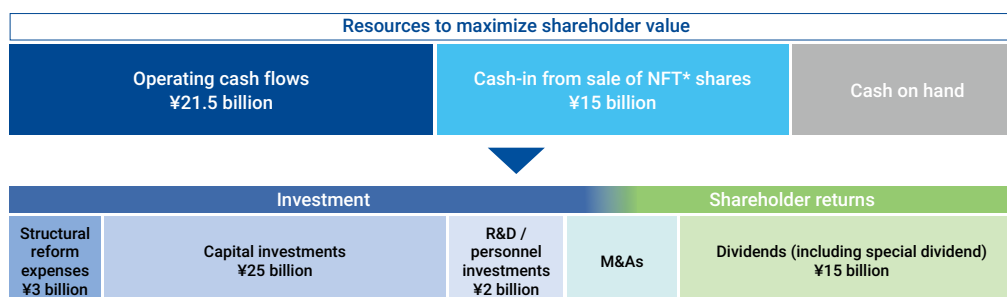 Resources to maximize shareholder value
Operating cash flows
¥21.5 billion
Cash-in from sale of NFT* shares
¥15 billion
Cash on hand
Investment
Shareholder returns
Structural
reform
expenses
¥3 billion
Capital investments
¥25 billion
R&D /
personnel
investments
¥2 billion
M&As
Dividends (including special dividend)
¥15 billion